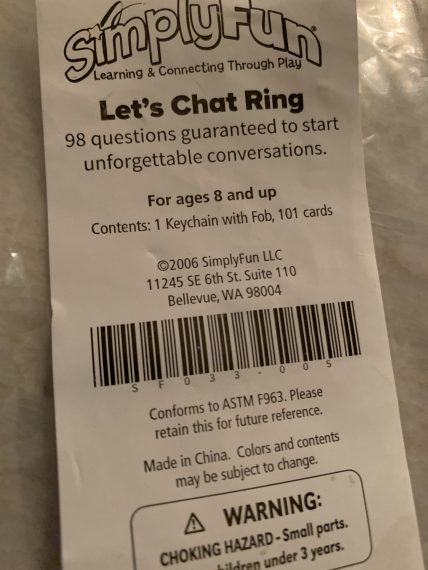 SimplyFun®
Learning & Connecting Through Play
Let's Chat Ring
98 questions guaranteed to start
unforgettable conversations.
For ages 8 and up
Contents: 1 Keychain with Fob, 101 cards
©2006 SimplyFun LLC
11245 SE 6th St. Suite 110
Bellevue, WA 98004
SF033-005
Conforms to ASTM F963. Please
retain this for future reference.
Made in China. Colors and contents
may be subject to change.
⚠ WARNING:
CHOKING HAZARD - Small parts.
children under 3 years.